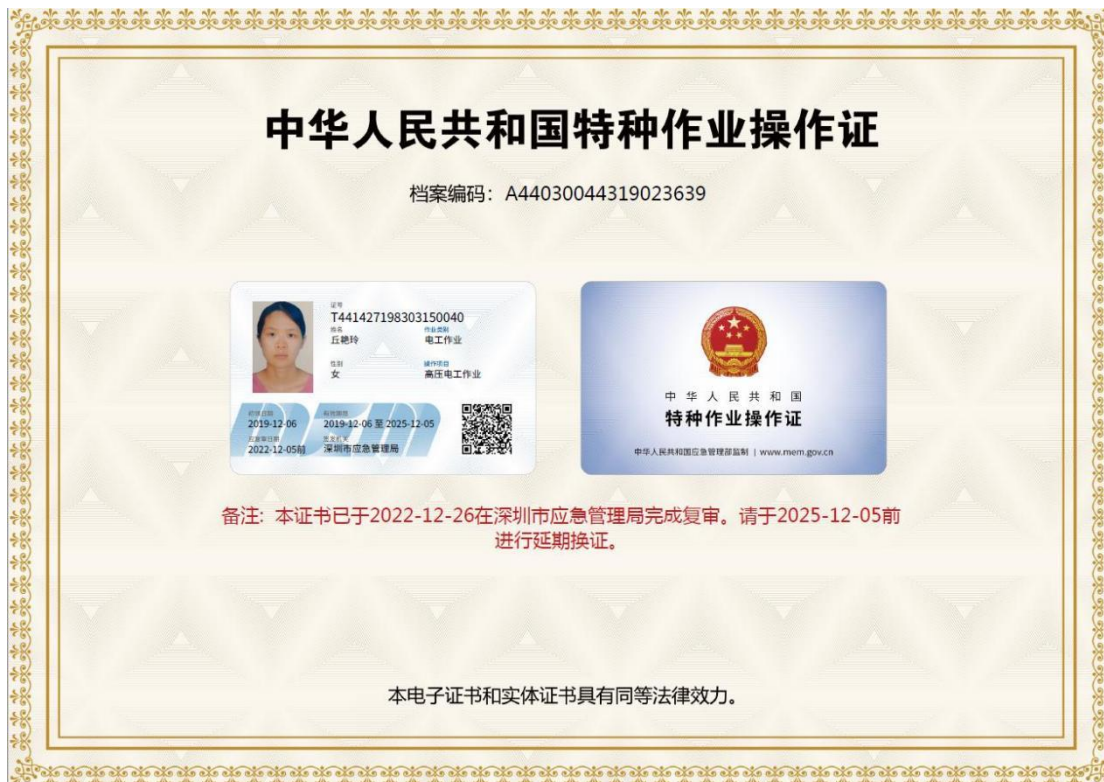 中华人民共和国特种作业操作证
档案编码：A44030044319023639
证号
T441427198303150040
姓名 作业类别
丘艳玲 电工作业
性别 操作项目
女 高压电工作业
初领日期 有效期限
2019-12-06 2019-12-06 至 2025-12-05
应复审日期 签发机关
2022-12-05前 深圳市应急管理局
中华人民共和国
特种作业操作证
中华人民共和国应急管理部监制 | www.mem.gov.cn
备注: 本证书已于2022-12-26在深圳市应急管理局完成复审。请于2025-12-05前
进行延期换证。
本电子证书和实体证书具有同等法律效力。